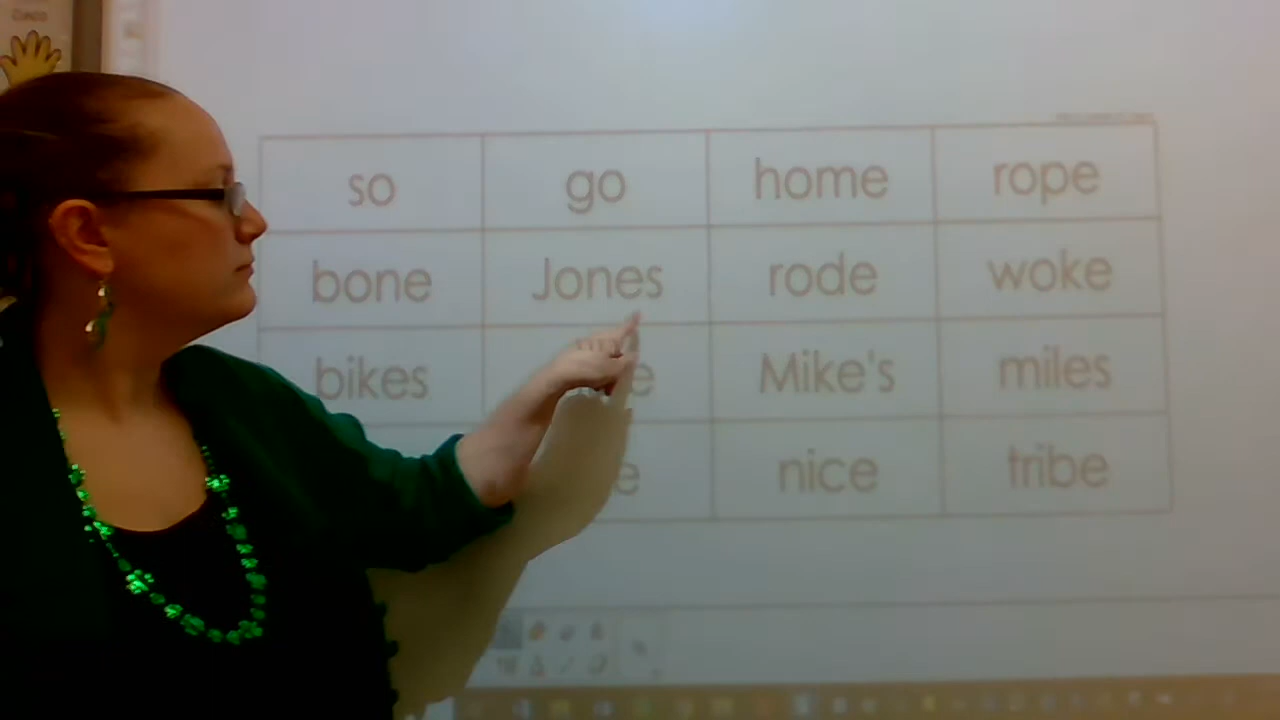 so go home rope
bone Jones rode woke
bikes Mike's miles
nice tribe